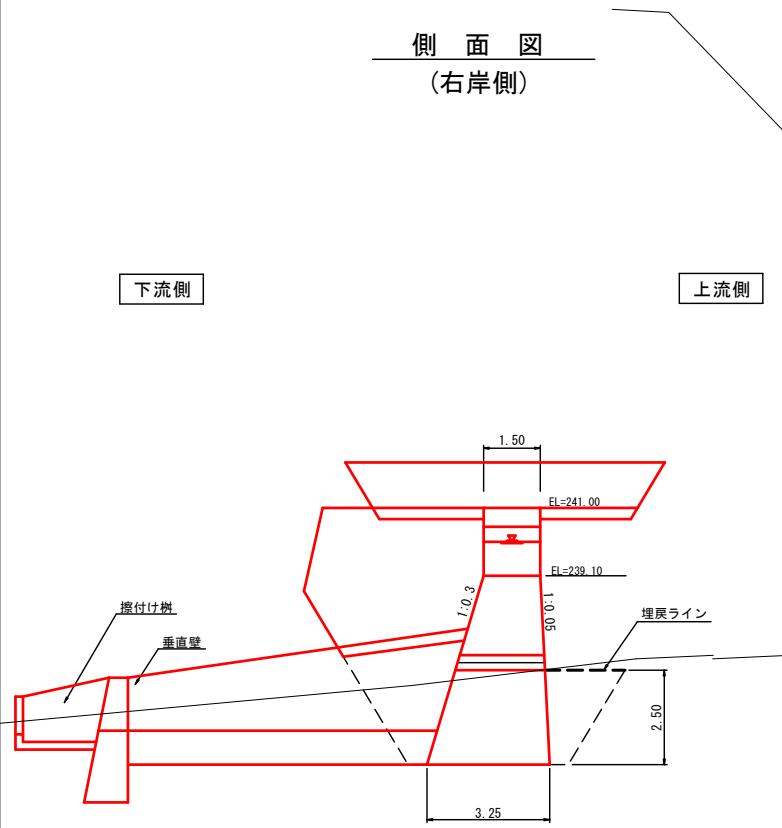 側面図
(右岸側)
下流側
上流側
1.50
EL=241.00
EL=239.10
1:0.3
1:0.05
擦付け桝
垂直壁
埋戻ライン
2.50
3.25